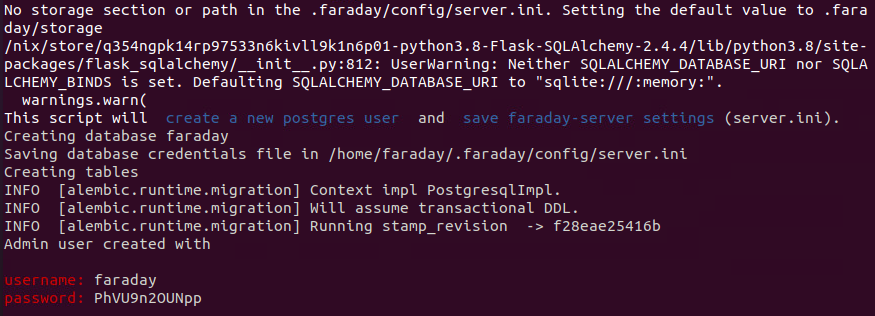 No storage section or path in the .faraday/config/server.ini. Setting the default value to .fara
day/storage
/nix/store/q354ngpk14rp97533n6kivll9k1n6p01-python3.8-Flask-SQLAlchemy-2.4.4/lib/python3.8/site-
packages/flask_sqlalchemy/__init__.py:812: UserWarning: Neither SQLALCHEMY_DATABASE_URI nor SQLA
LCHEMY_BINDS is set. Defaulting SQLALCHEMY_DATABASE_URI to "sqlite:///:memory:".
  warnings.warn(
This script will  create a new postgres user  and  save faraday-server settings (server.ini).
Creating database faraday
Saving database credentials file in /home/faraday/.faraday/config/server.ini
Creating tables
INFO  [alembic.runtime.migration] Context impl PostgresqlImpl.
INFO  [alembic.runtime.migration] Will assume transactional DDL.
INFO  [alembic.runtime.migration] Running stamp_revision  -> f28eae25416b
Admin user created with
username: faraday
password: PhVU9n2OUNpp